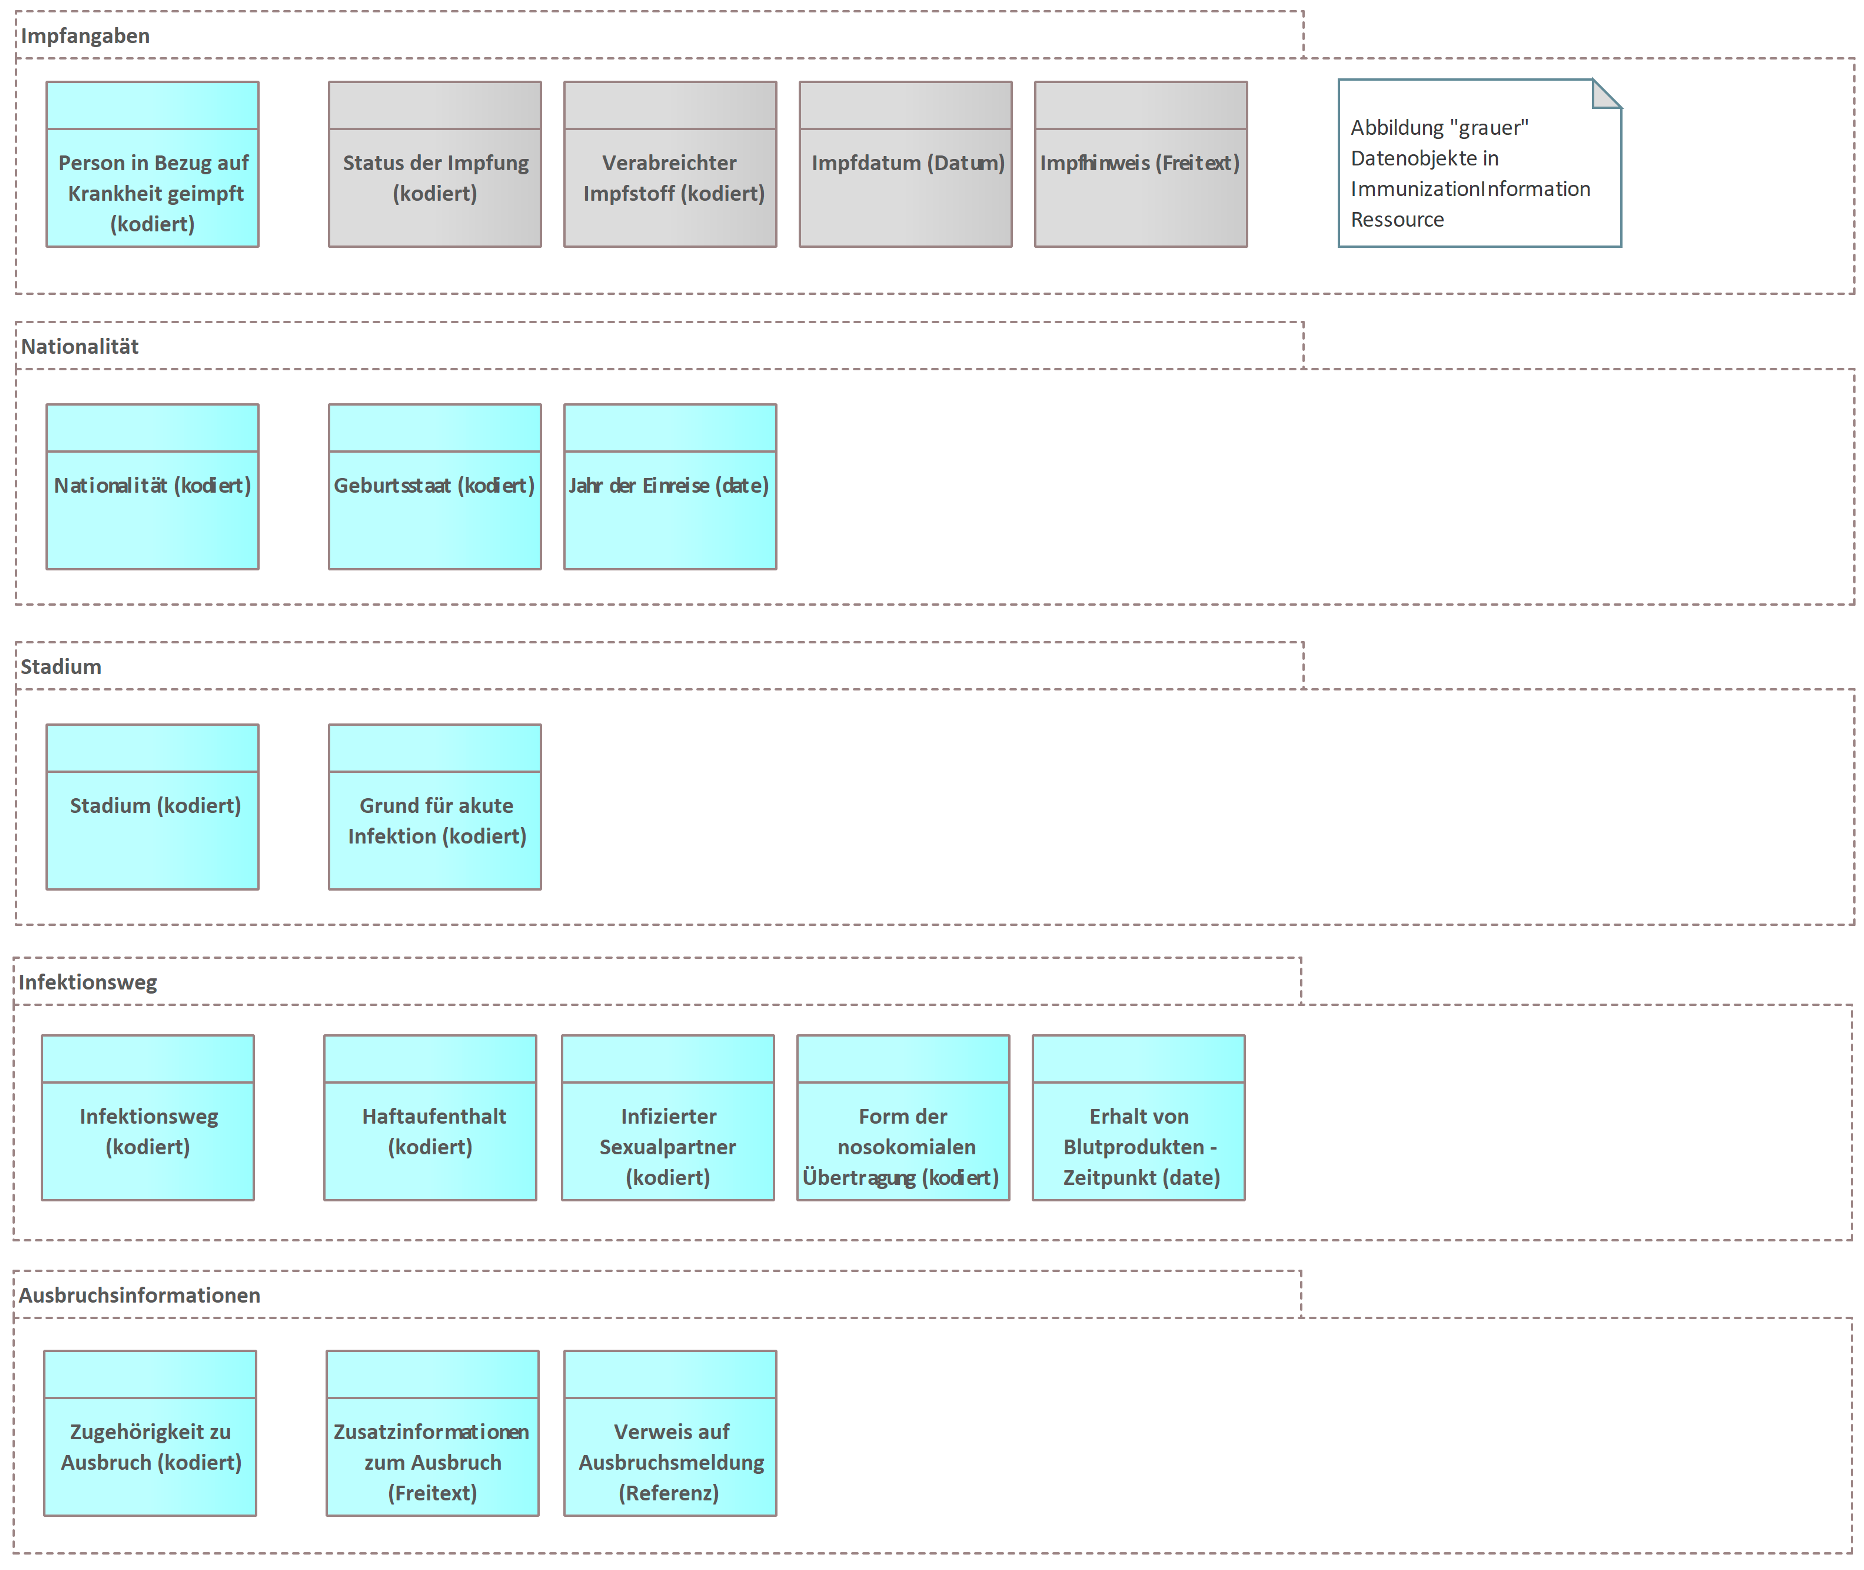 Impfangaben
Person in Bezug auf
Krankheit geimpft
(kodiert)
Status der Impfung
(kodiert)
Verabreichter
Impfstoff (kodiert)
Impfdatum (Datum)
Impfhinweis (Freitext)
Abbildung "grauer"
Datenobjekte in
ImmunizationInformation
Ressource
Nationalität
Nationalität (kodiert)
Geburtsstaat (kodiert)
Jahr der Einreise (date)
Stadium
Stadium (kodiert)
Grund für akute
Infektion (kodiert)
Infektionsweg
Infektionsweg
(kodiert)
Haftaufenthalt
(kodiert)
Infizierter
Sexualpartner
(kodiert)
Form der
nosokomialen
Übertragung (kodiert)
Erhalt von
Blutprodukten -
Zeitpunkt (date)
Ausbruchsinformationen
Zugehörigkeit zu
Ausbruch (kodiert)
Zusatzinformationen
zum Ausbruch
(Freitext)
Verweis auf
Ausbruchsmeldung
(Referenz)